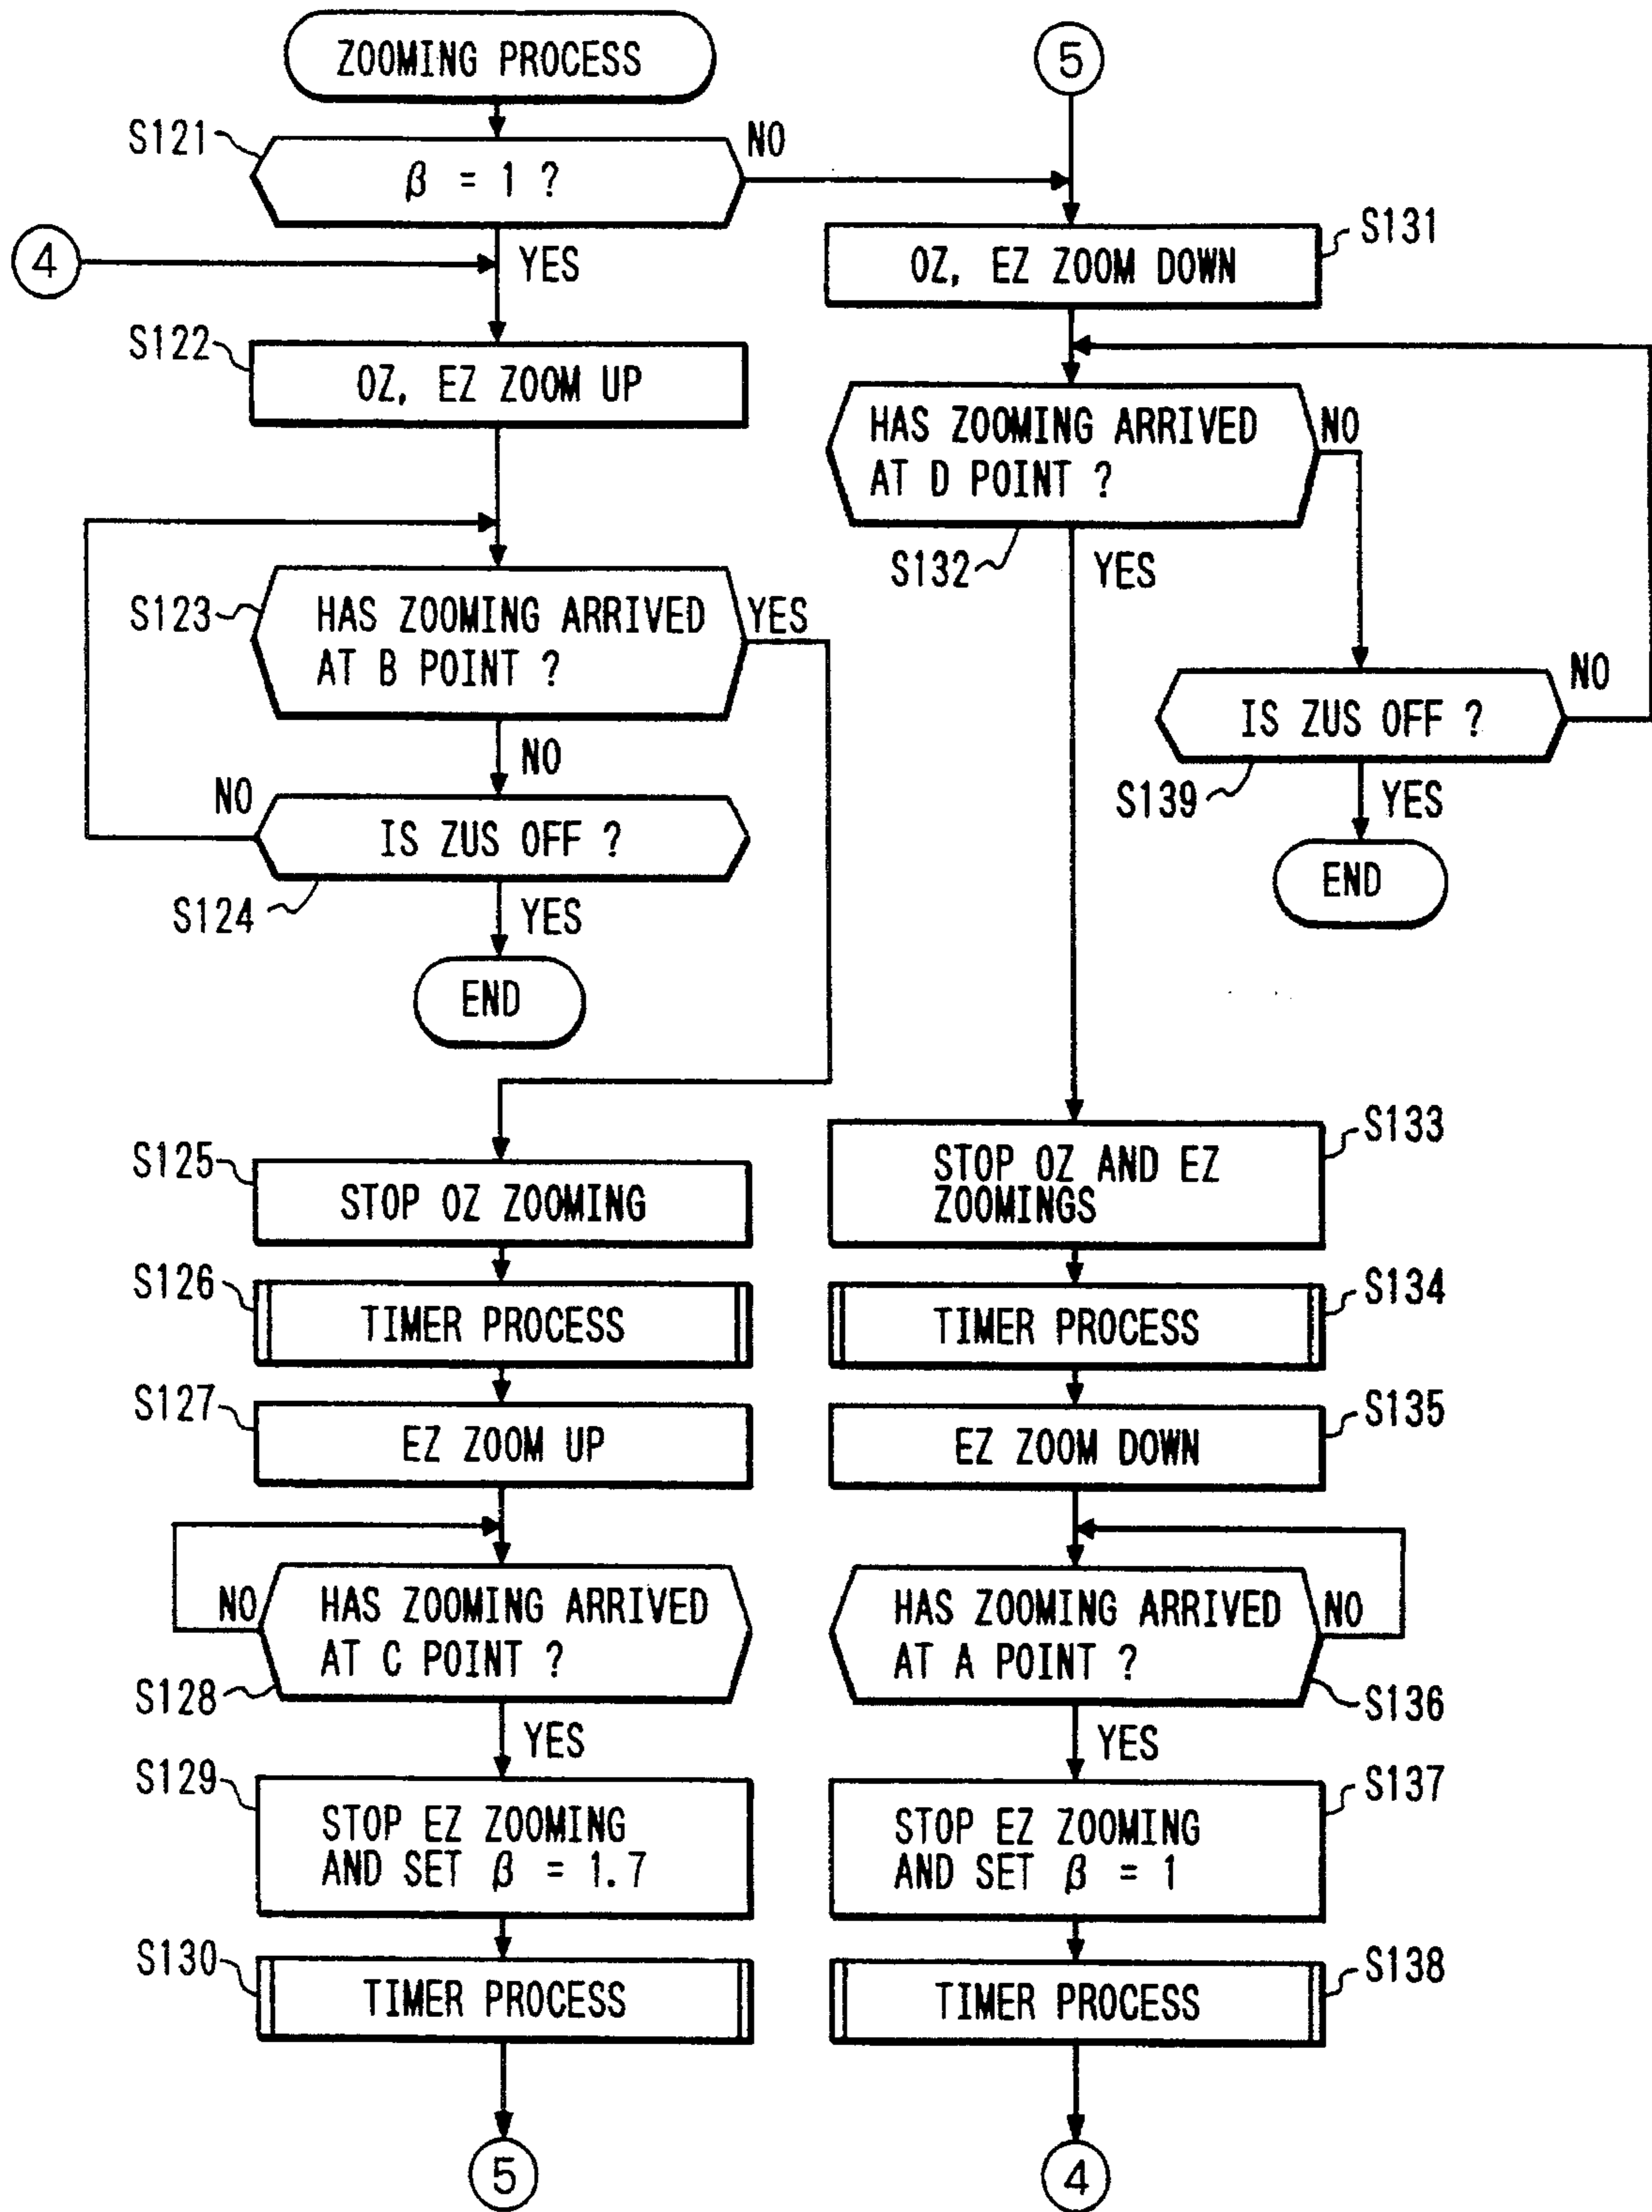 ZOOMING PROCESS
S121
β = 1 ?
NO
YES
4
S122
OZ, EZ ZOOM UP
S123
HAS ZOOMING ARRIVED
AT B POINT ?
YES
NO
NO
IS ZUS OFF ?
S124
YES
END
S125
STOP OZ ZOOMING
S126
TIMER PROCESS
S127
EZ ZOOM UP
NO
HAS ZOOMING ARRIVED
AT C POINT ?
S128
YES
S129
STOP EZ ZOOMING
AND SET β = 1.7
S130
TIMER PROCESS
5
5
S131
OZ, EZ ZOOM DOWN
HAS ZOOMING ARRIVED
AT D POINT ?
NO
S132
YES
IS ZUS OFF ?
NO
S139
YES
END
S133
STOP OZ AND EZ
ZOOMINGS
S134
TIMER PROCESS
S135
EZ ZOOM DOWN
HAS ZOOMING ARRIVED
AT A POINT ?
NO
S136
YES
S137
STOP EZ ZOOMING
AND SET β = 1
S138
TIMER PROCESS
4